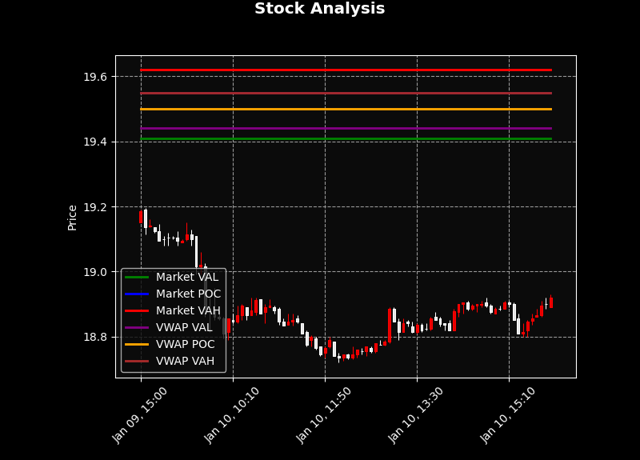 Stock Analysis
Price
19.6
19.4
19.2
19.0
18.8
Market VAL
Market POC
Market VAH
VWAP VAL
VWAP POC
VWAP VAH
Jan 09, 15:00
Jan 10, 10:10
Jan 10, 11:50
Jan 10, 13:30
Jan 10, 15:10